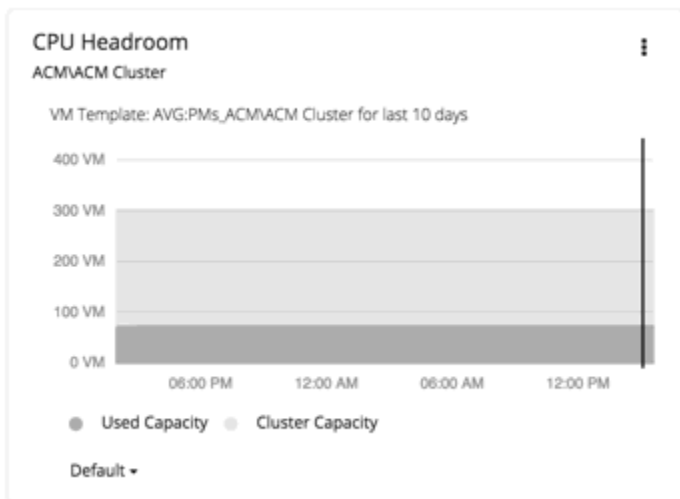 CPU Headroom
ACM\ACM Cluster
VM Template: AVG:PMs_ACM\ACM Cluster for last 10 days
400 VM
300 VM
200 VM
100 VM
0 VM
06:00 PM 12:00 AM 06:00 AM 12:00 PM
Used Capacity Cluster Capacity
Default